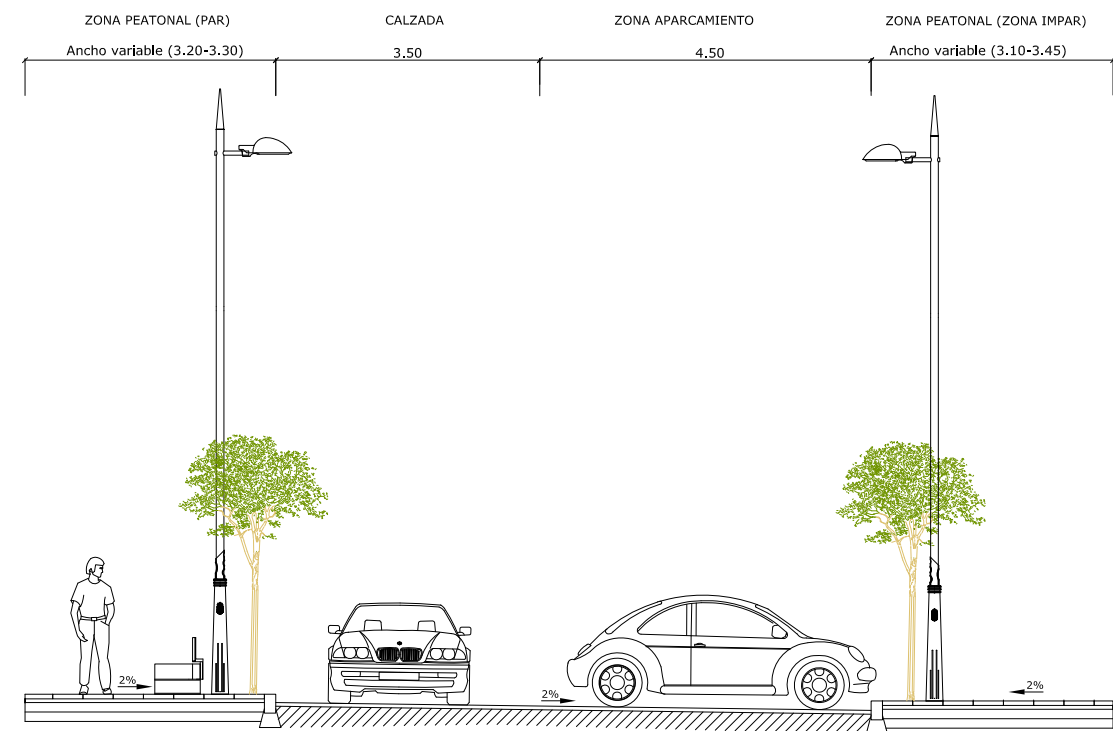 ZONA PEATONAL (PAR)
CALZADA
ZONA APARCAMIENTO
ZONA PEATONAL (ZONA IMPAR)
Ancho variable (3.20-3.30)
3.50
4.50
Ancho variable (3.10-3.45)
2%
2%
2%